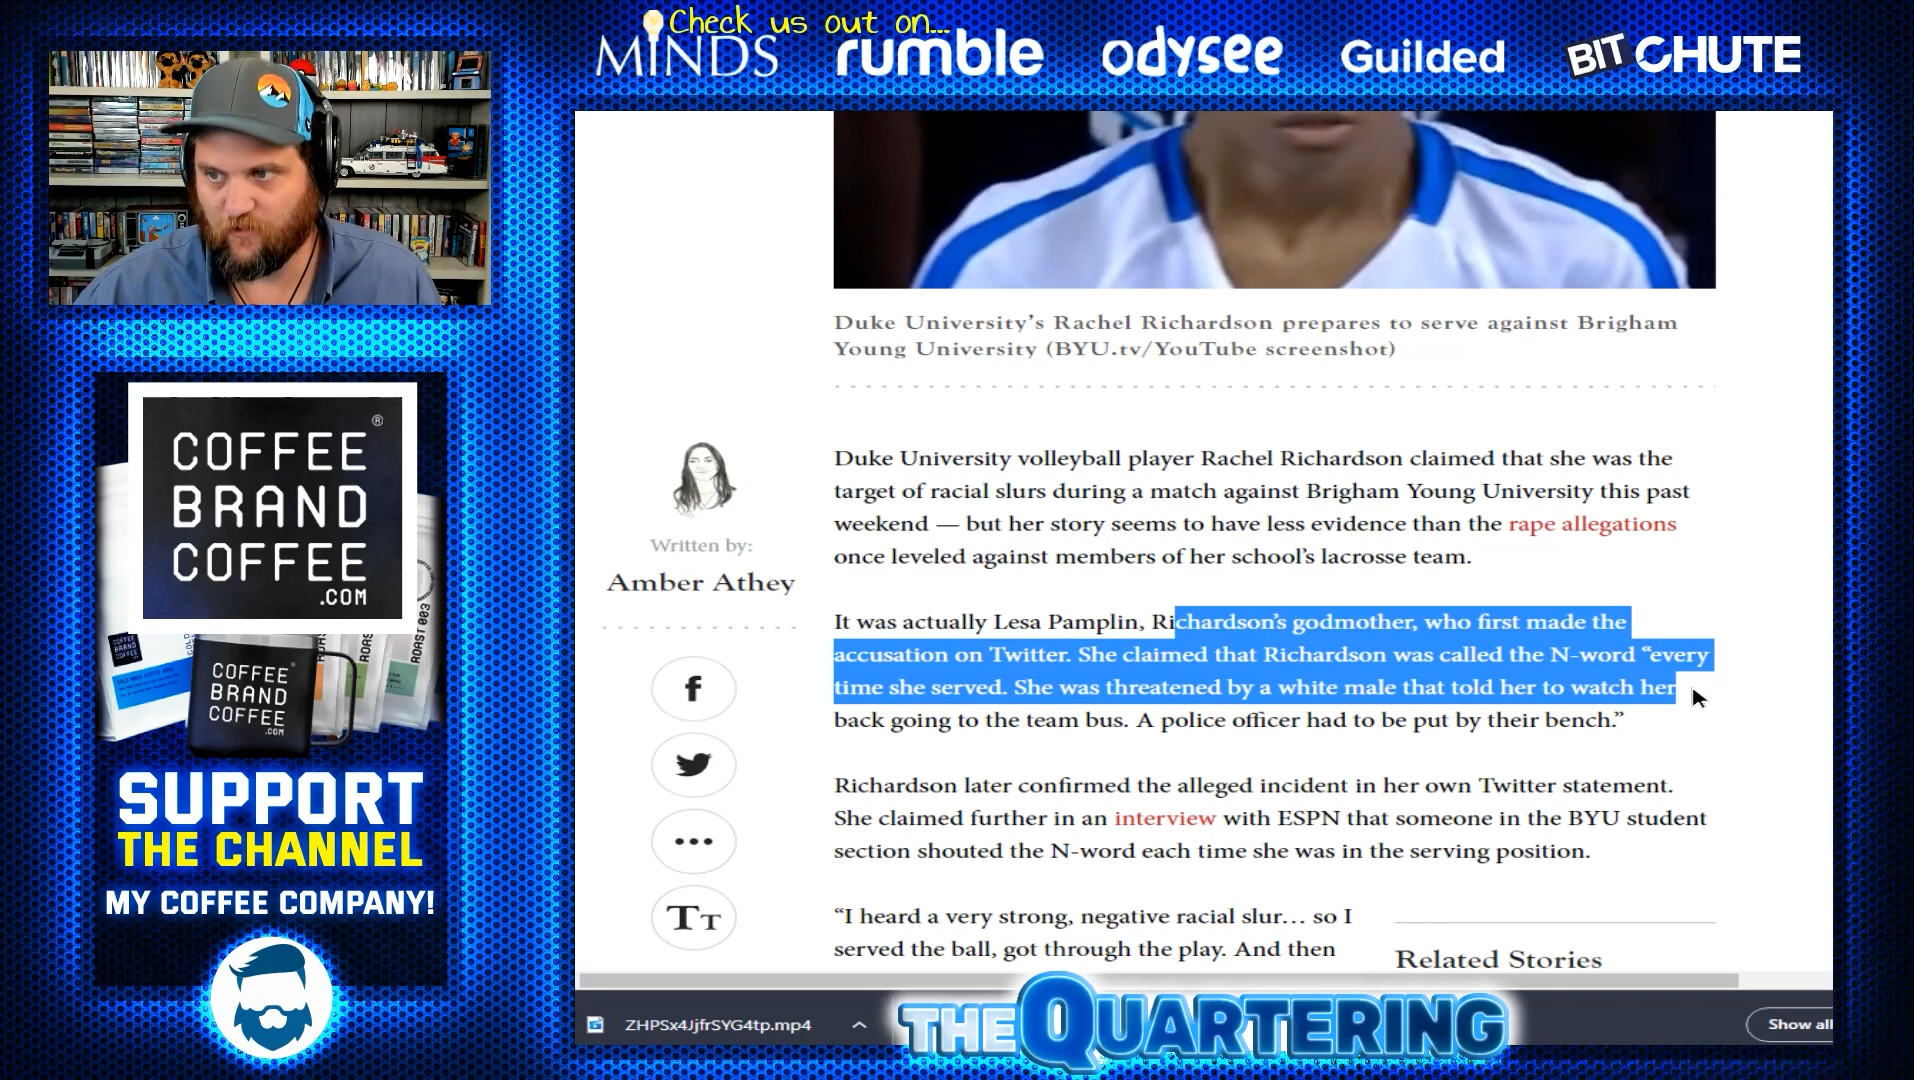 Check us out on...
MINDS
rumble
odysee
Guilded
BITCHUTE
COFFEE
BRAND
COFFEE
.COM
®
COFFEE
BRAND
COFFEE
.COM
ROAST 003
SUPPORT
THE CHANNEL
MY COFFEE COMPANY!
Duke University’s Rachel Richardson prepares to serve against Brigham
Young University (BYU.tv/YouTube screenshot)
Written by:
Amber Athey
Duke University volleyball player Rachel Richardson claimed that she was the
target of racial slurs during a match against Brigham Young University this past
weekend — but her story seems to have less evidence than the rape allegations
once leveled against members of her school’s lacrosse team.
It was actually Lesa Pamplin, Richardson’s godmother, who first made the
accusation on Twitter. She claimed that Richardson was called the N-word “every
time she served. She was threatened by a white male that told her to watch her
back going to the team bus. A police officer had to be put by their bench.”
Richardson later confirmed the alleged incident in her own Twitter statement.
She claimed further in an interview with ESPN that someone in the BYU student
section shouted the N-word each time she was in the serving position.
“I heard a very strong, negative racial slur… so I
served the ball, got through the play. And then
Related Stories
f
TT
ZHPSx4JjfrSYG4tp.mp4
THE QUARTERING
Show all